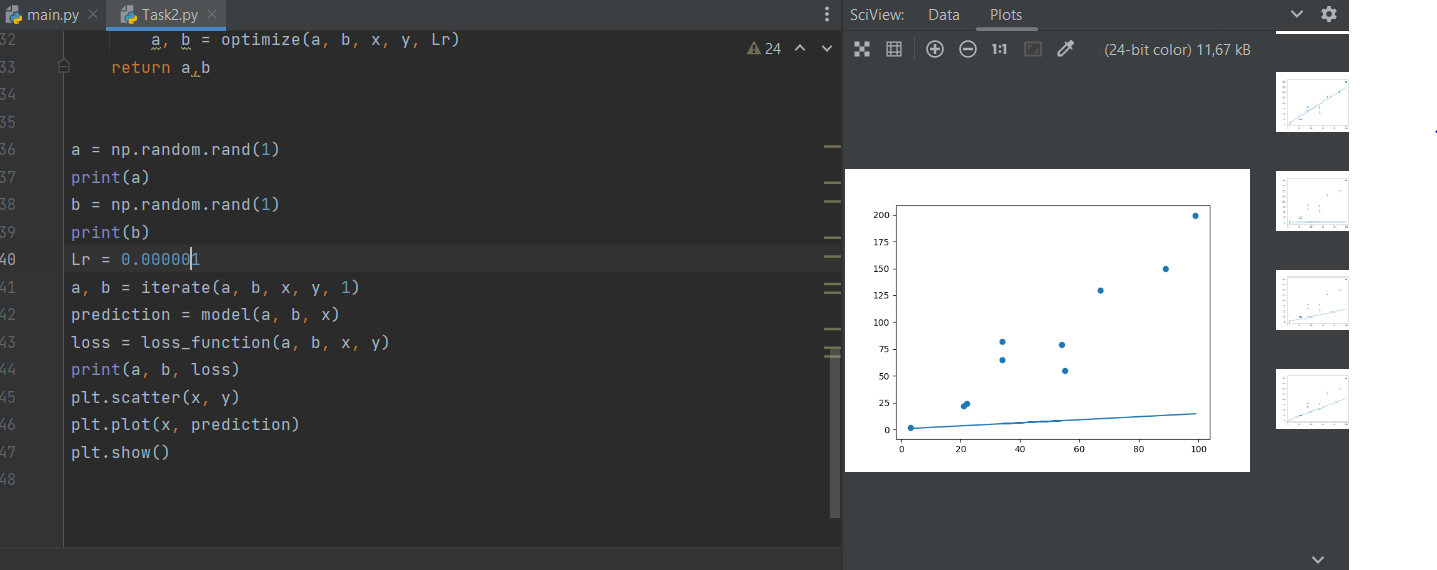 main.py
Task2.py
SciView:
Data
Plots
24
1:1
(24-bit color) 11,67 kB
32 a, b = optimize(a, b, x, y, Lr)
33 return a,b
34
35
36 a = np.random.rand(1)
37 print(a)
38 b = np.random.rand(1)
39 print(b)
40 Lr = 0.000001
41 a, b = iterate(a, b, x, y, 1)
42 prediction = model(a, b, x)
43 loss = loss_function(a, b, x, y)
44 print(a, b, loss)
45 plt.scatter(x, y)
46 plt.plot(x, prediction)
47 plt.show()
48
200
175
150
125
100
75
50
25
0
0 20 40 60 80 100